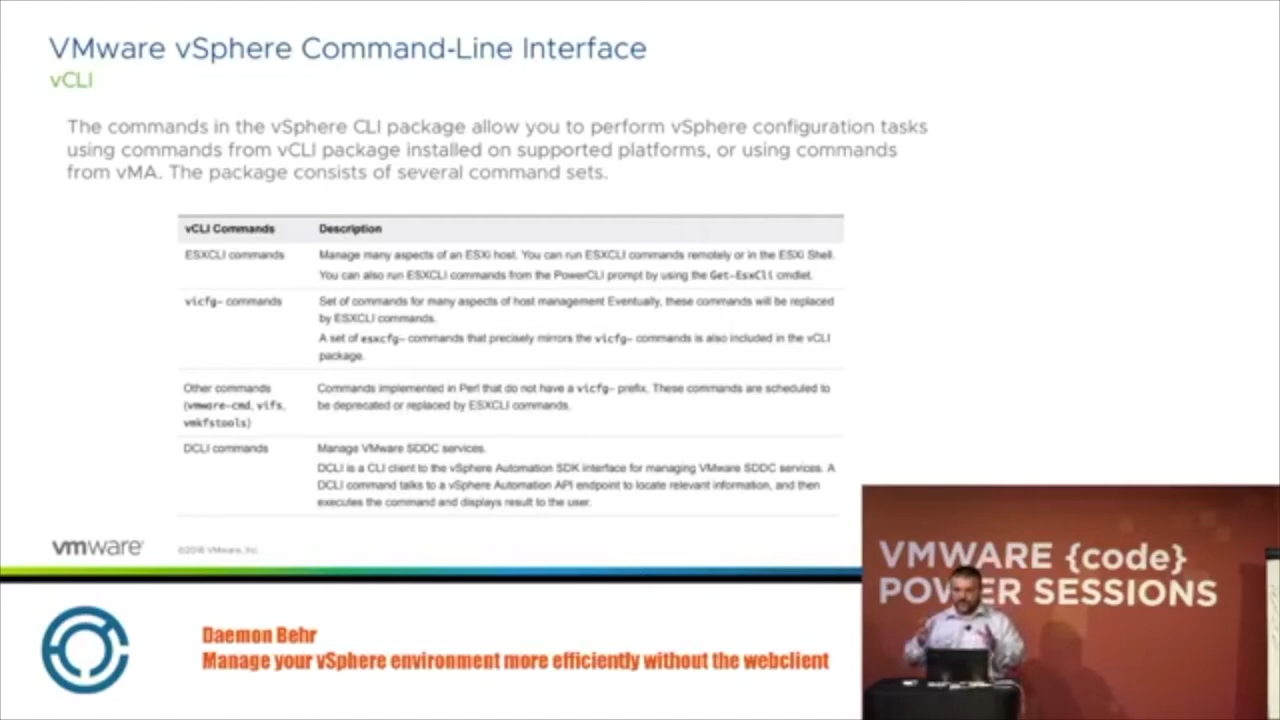 VMware vSphere Command-Line Interface
vCLI
The commands in the vSphere CLI package allow you to perform vSphere configuration tasks
using commands from vCLI package installed on supported platforms, or using commands
from vMA. The package consists of several command sets.
vCLI Commands Description
ESXCLI commands Manage many aspects of an ESXi host. You can run ESXCLI commands remotely or in the ESXi Shell.
You can also run ESXCLI commands from the PowerCLI prompt by using the Get-EsxCli cmdlet.
vicfg- commands Set of commands for many aspects of host management Eventually, these commands will be replaced
by ESXCLI commands.
A set of esxcfg- commands that precisely mirrors the vicfg- commands is also included in the vCLI
package.
Other commands Commands implemented in Perl that do not have a vicfg- prefix. These commands are scheduled to
(vmware-cmd, vifs, be deprecated or replaced by ESXCLI commands.
vmkfstools)
DCLI commands Manage VMware SDDC services.
DCLI is a CLI client to the vSphere Automation SDK interface for managing VMware SDDC services. A
DCLI command talks to a vSphere Automation API endpoint to locate relevant information, and then
executes the command and displays result to the user.
vmware
©2018 VMware, Inc.
VMWARE {code}
POWER SESSIONS
Daemon Behr
Manage your vSphere environment more efficiently without the webclient